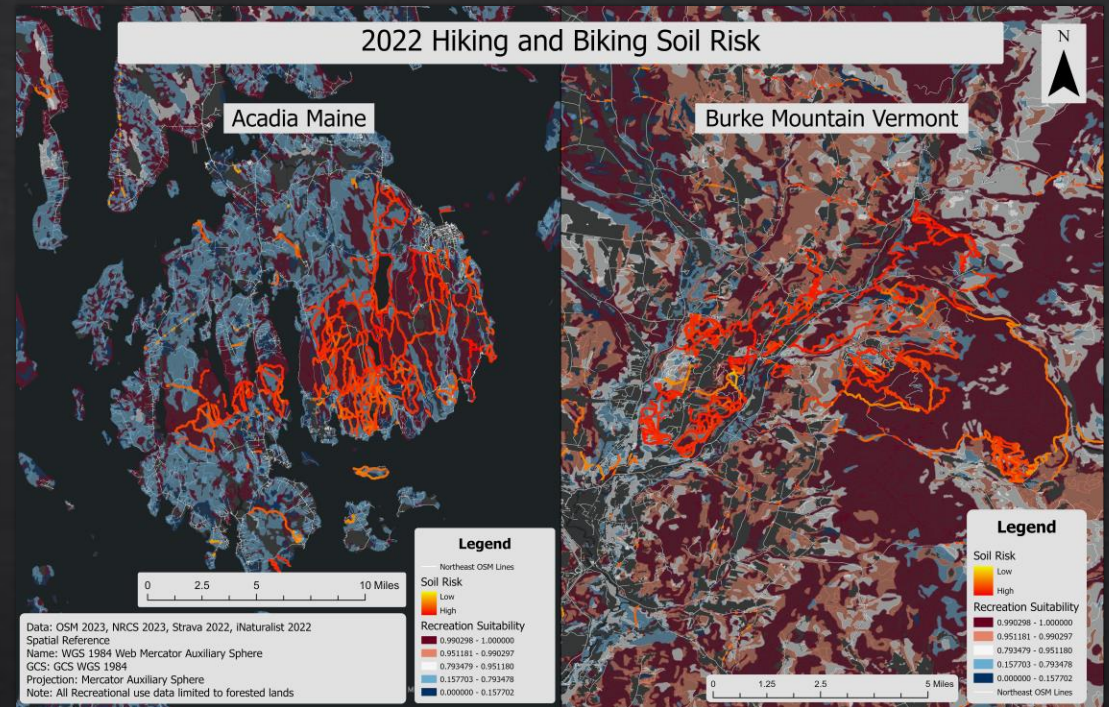 2022 Hiking and Biking Soil Risk
N
Acadia Maine
Burke Mountain Vermont
Legend
Northeast OSM Lines
Soil Risk
Low
High
Recreation Suitability
0.990298 - 1.000000
0.951181 - 0.990297
0.793479 - 0.951180
0.157703 - 0.793478
0.000000 - 0.157702
0 2.5 5 10 Miles
Data: OSM 2023, NRCS 2023, Strava 2022, iNaturalist 2022
Spatial Reference
Name: WGS 1984 Web Mercator Auxiliary Sphere
GCS: GCS WGS 1984
Projection: Mercator Auxiliary Sphere
Note: All Recreational use data limited to forested lands
Legend
Soil Risk
Low
High
Recreation Suitability
0.990298 - 1.000000
0.951181 - 0.990297
0.793479 - 0.951180
0.157703 - 0.793478
0.000000 - 0.157702
Northeast OSM Lines
0 1.25 2.5 5 Miles